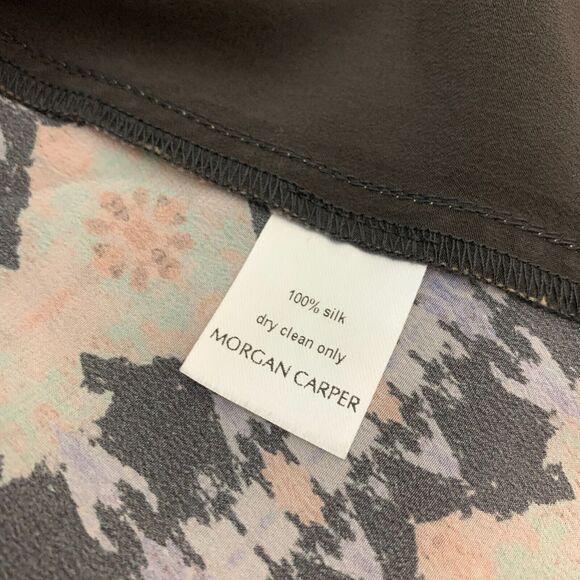 100% silk
dry clean only
MORGAN CARPER